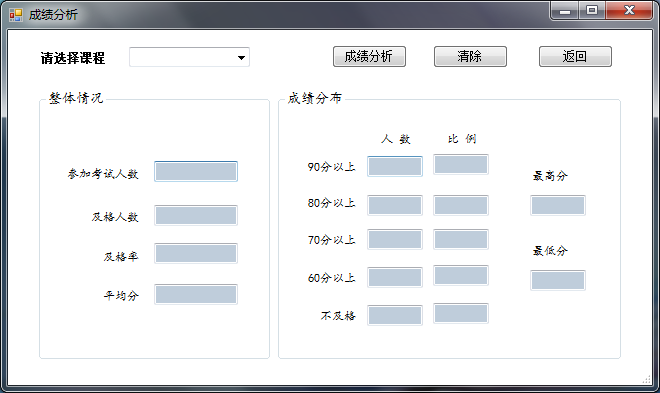 成绩分析
请选择课程 成绩分析 清除 返回
整体情况
参加考试人数
及格人数
及格率
平均分
成绩分布
人 数 比 例
90分以上
80分以上
70分以上
60分以上
不及格
最高分
最低分